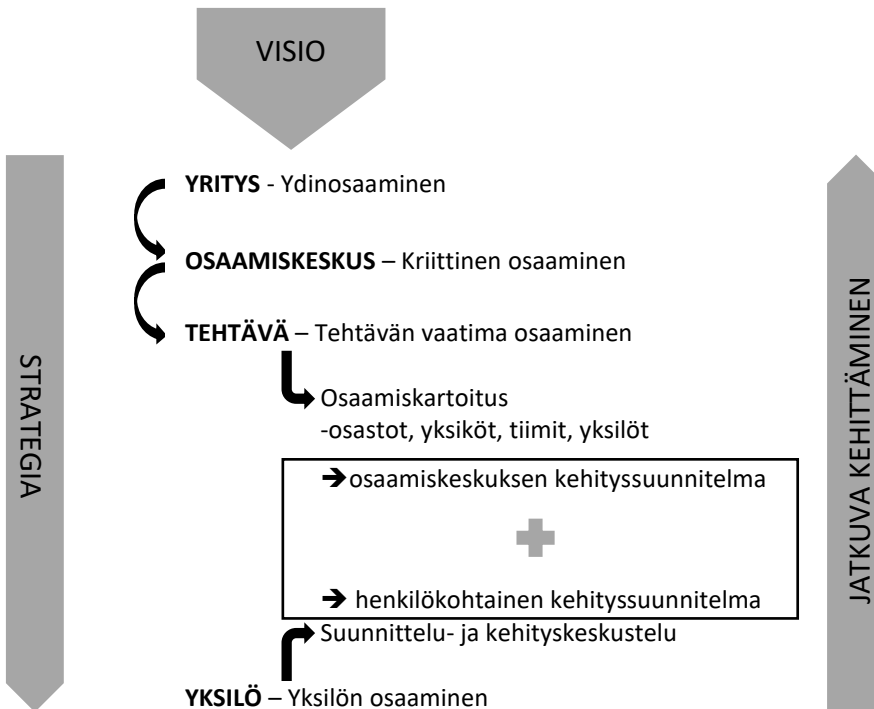 VISIO
YRITYS - Ydinosaaminen
OSAAMISKESKUS – Kriittinen osaaminen
TEHTÄVÄ – Tehtävän vaatima osaaminen
Osaamiskartoitus
-osastot, yksiköt, tiimit, yksilöt
➔osaamiskeskuksen kehityssuunnitelma
➔ henkilökohtainen kehityssuunnitelma
Suunnittelu- ja kehityskeskustelu
YKSILÖ – Yksilön osaaminen
STRATEGIA
JATKUVA KEHITTÄMINEN